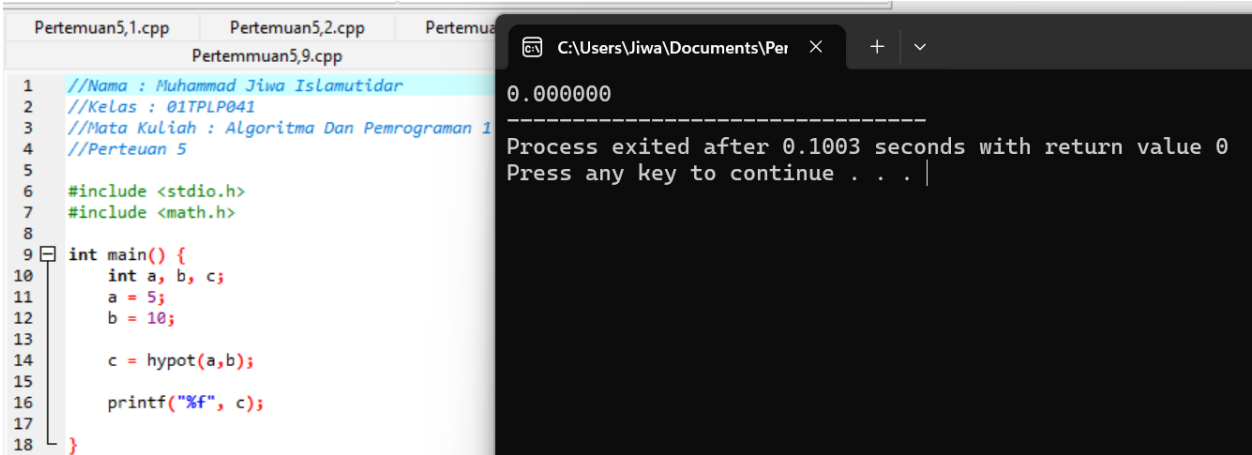 Pertemuan5,1.cpp Pertemuan5,2.cpp Pertemua
Pertemmuan5,9.cpp
1 //Nama : Muhammad Jiwa Islamutidar
2 //Kelas : 01TPLP041
3 //Mata Kuliah : Algoritma Dan Pemrograman 1
4 //Perteuan 5
5
6 #include <stdio.h>
7 #include <math.h>
8
9 int main() {
10 int a, b, c;
11 a = 5;
12 b = 10;
13
14 c = hypot(a,b);
15
16 printf("%f", c);
17
18 }
C:\Users\Jiwa\Documents\Per
0.000000
--------------------------------
Process exited after 0.1003 seconds with return value 0
Press any key to continue . . .